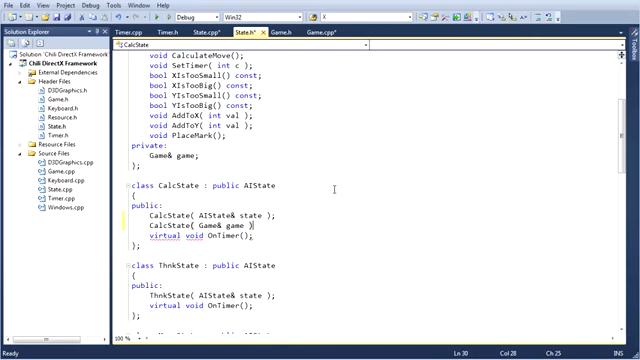 File Edit View Project Build Debug Team Data Tools Test Window Help
Debug Win32 X
Solution Explorer Timer.cpp Timer.h State.cpp* State.h* Game.h Game.cpp* Toolbox
CalcState
Solution 'Chili DirectX Framework'
Chili DirectX Framework
External Dependencies
Header Files
D3DGraphics.h
Game.h
Keyboard.h
Resource.h
State.h
Timer.h
Resource Files
Source Files
D3DGraphics.cpp
Game.cpp
Keyboard.cpp
State.cpp
Timer.cpp
Windows.cpp
void CalculateMove();
void SetTimer( int c );
bool XIsTooSmall() const;
bool XIsTooBig() const;
bool YIsTooSmall() const;
bool YIsTooBig() const;
void AddToX( int val );
void AddToY( int val );
void PlaceMark();
private:
Game& game;
};
class CalcState : public AIState
{
public:
CalcState( AIState& state );
CalcState( Game& game )
virtual void OnTimer();
};
class ThnkState : public AIState
{
public:
ThnkState( AIState& state );
virtual void OnTimer();
};
100 %
Ready Ln 30 Col 28 Ch 25 INS